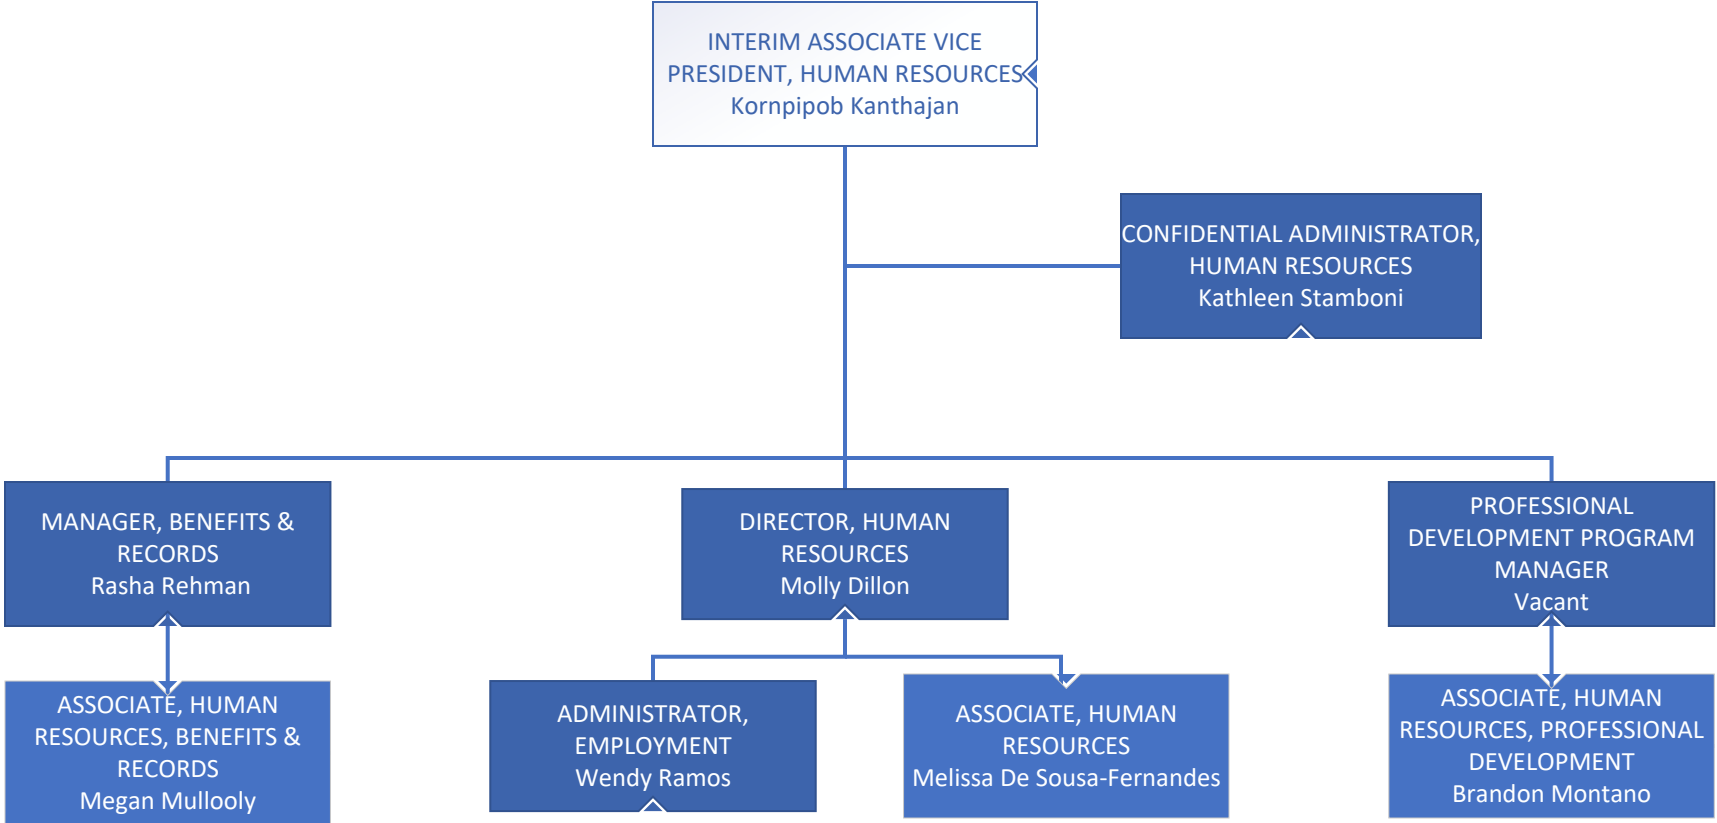 INTERIM ASSOCIATE VICE
PRESIDENT, HUMAN RESOURCES
Kornpipob Kanthajan
CONFIDENTIAL ADMINISTRATOR,
HUMAN RESOURCES
Kathleen Stamboni
MANAGER, BENEFITS &
RECORDS
Rasha Rehman
DIRECTOR, HUMAN
RESOURCES
Molly Dillon
PROFESSIONAL
DEVELOPMENT PROGRAM
MANAGER
Vacant
ASSOCIATE, HUMAN
RESOURCES, BENEFITS &
RECORDS
Megan Mullooly
ADMINISTRATOR,
EMPLOYMENT
Wendy Ramos
ASSOCIATE, HUMAN
RESOURCES
Melissa De Sousa-Fernandes
ASSOCIATE, HUMAN
RESOURCES, PROFESSIONAL
DEVELOPMENT
Brandon Montano